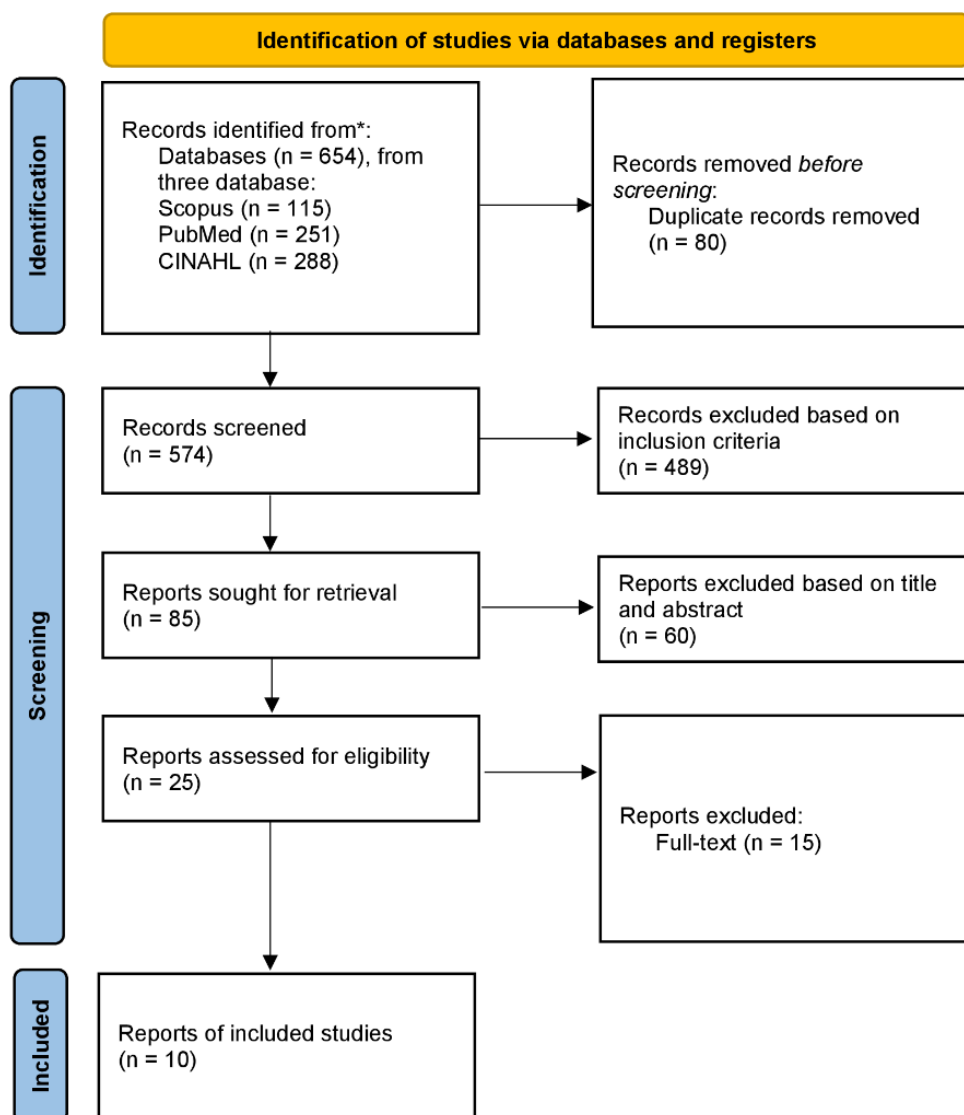 Identification of studies via databases and registers
Identification
Records identified from*:
Databases (n = 654), from
three database:
Scopus (n = 115)
PubMed (n = 251)
CINAHL (n = 288)
Records removed before
screening:
Duplicate records removed
(n = 80)
Screening
Records screened
(n = 574)
Records excluded based on
inclusion criteria
(n = 489)
Reports sought for retrieval
(n = 85)
Reports excluded based on title
and abstract
(n = 60)
Reports assessed for eligibility
(n = 25)
Reports excluded:
Full-text (n = 15)
Included
Reports of included studies
(n = 10)